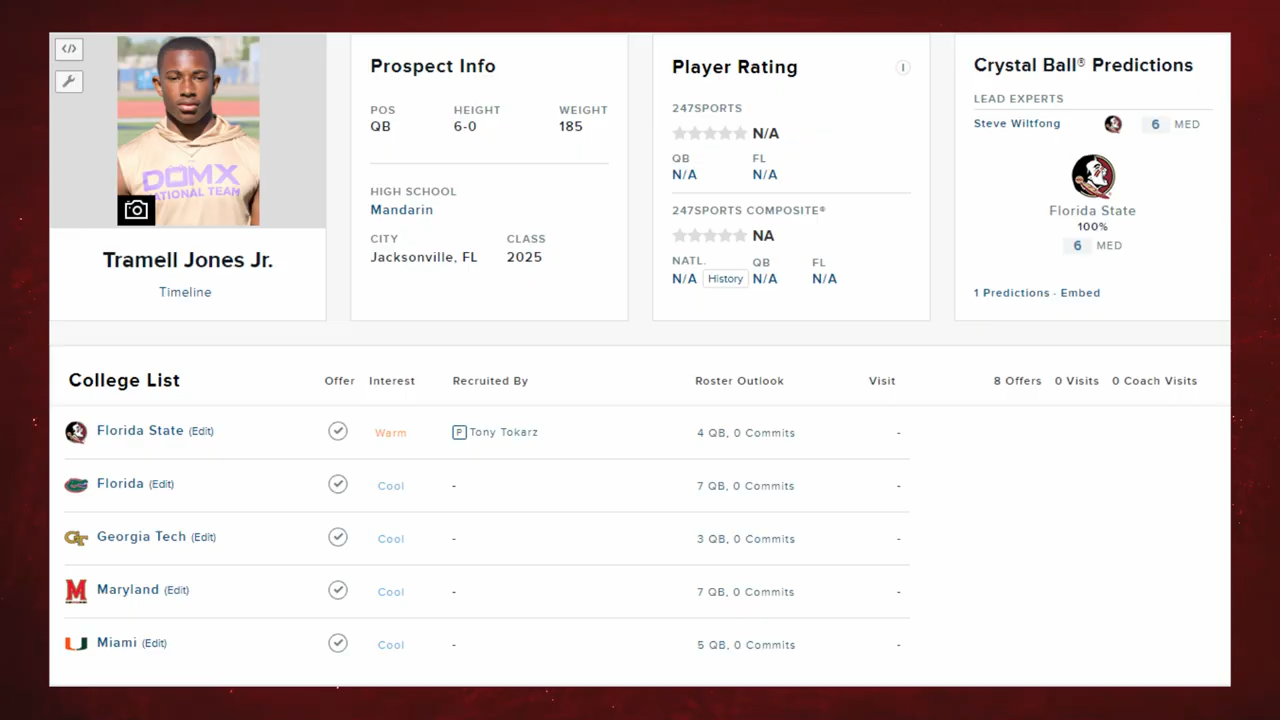 </>
DOMX
NATIONAL TEAM
Tramell Jones Jr.
Timeline
Prospect Info
POS HEIGHT WEIGHT
QB 6-0 185
HIGH SCHOOL
Mandarin
CITY CLASS
Jacksonville, FL 2025
Player Rating
247SPORTS
N/A
QB FL
N/A N/A
247SPORTS COMPOSITE®
NA
NATL. QB FL
N/A History N/A N/A
Crystal Ball® Predictions
LEAD EXPERTS
Steve Wiltfong 6 MED
Florida State
100%
6 MED
1 Predictions - Embed
College List Offer Interest Recruited By Roster Outlook Visit 8 Offers 0 Visits 0 Coach Visits
Florida State (Edit) Warm P Tony Tokarz 4 QB, 0 Commits -
Florida (Edit) Cool - 7 QB, 0 Commits -
GT Georgia Tech (Edit) Cool - 3 QB, 0 Commits -
M Maryland (Edit) Cool - 7 QB, 0 Commits -
U Miami (Edit) Cool - 5 QB, 0 Commits -